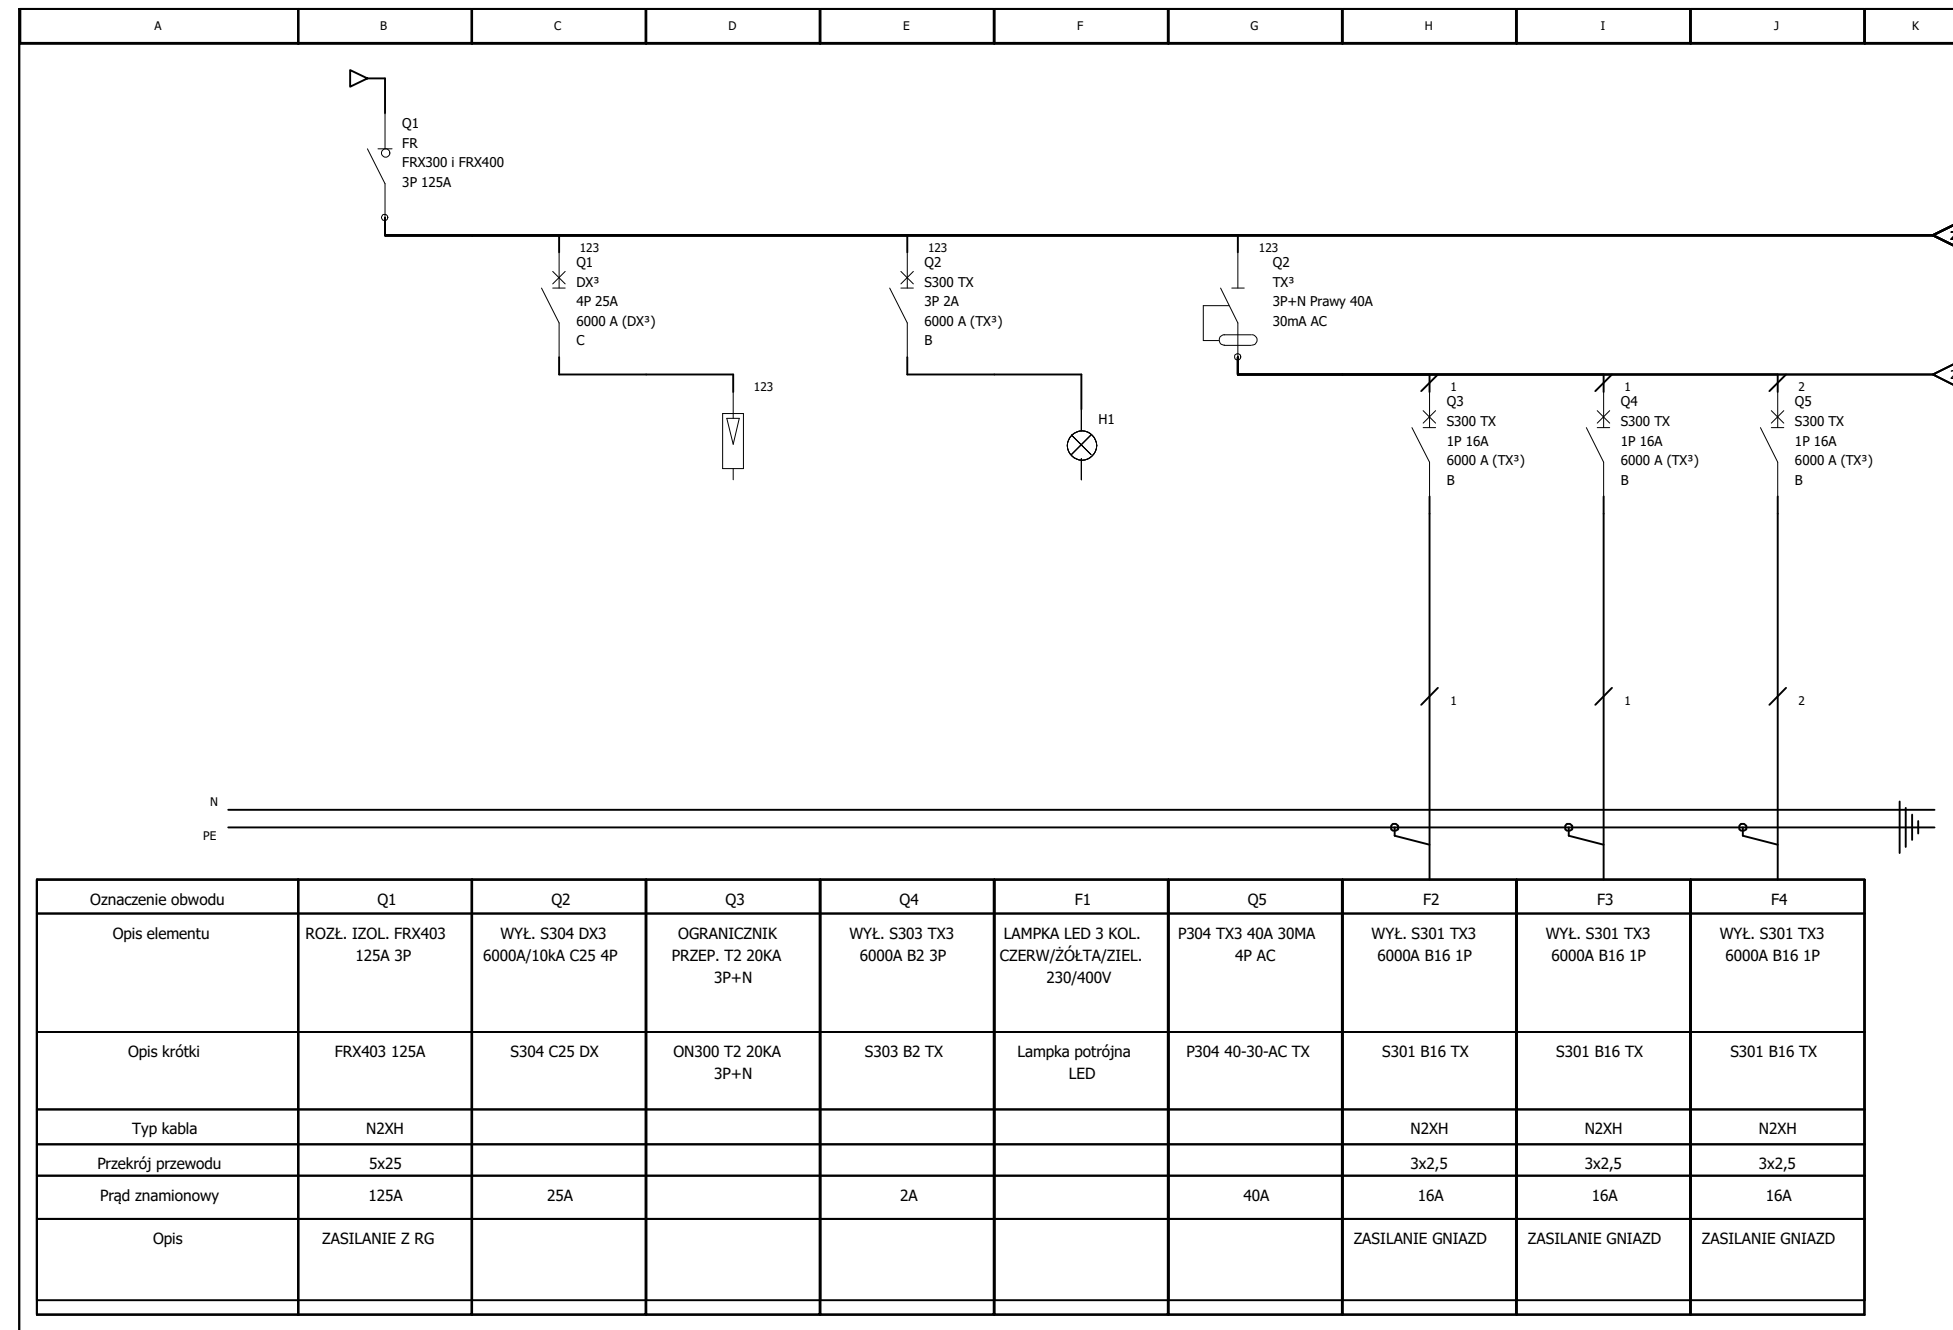 A B C D E F G H I J K
Q1
FR
FRX300 i FRX400
3P 125A
123
Q1
DX³
4P 25A
6000 A (DX³)
C
123
123
Q2
S300 TX
3P 2A
6000 A (TX³)
B
H1
123
Q2
TX³
3P+N Prawy 40A
30mA AC
1
Q3
S300 TX
1P 16A
6000 A (TX³)
B
1
Q4
S300 TX
1P 16A
6000 A (TX³)
B
2
Q5
S300 TX
1P 16A
6000 A (TX³)
B
1 1 2
N
PE
Oznaczenie obwodu Q1 Q2 Q3 Q4 F1 Q5 F2 F3 F4
Opis elementu ROZŁ. IZOL. FRX403 WYŁ. S304 DX3 OGRANICZNIK WYŁ. S303 TX3 LAMPKA LED 3 KOL. P304 TX3 40A 30MA WYŁ. S301 TX3 WYŁ. S301 TX3 WYŁ. S301 TX3
125A 3P 6000A/10kA C25 4P PRZEP. T2 20KA 6000A B2 3P CZERW/ŻÓŁTA/ZIEL. 4P AC 6000A B16 1P 6000A B16 1P 6000A B16 1P
3P+N 230/400V
Opis krótki FRX403 125A S304 C25 DX ON300 T2 20KA S303 B2 TX Lampka potrójna P304 40-30-AC TX S301 B16 TX S301 B16 TX S301 B16 TX
3P+N LED
Typ kabla N2XH N2XH N2XH N2XH
Przekrój przewodu 5x25 3x2,5 3x2,5 3x2,5
Prąd znamionowy 125A 25A 2A 40A 16A 16A 16A
Opis ZASILANIE Z RG ZASILANIE GNIAZD ZASILANIE GNIAZD ZASILANIE GNIAZD